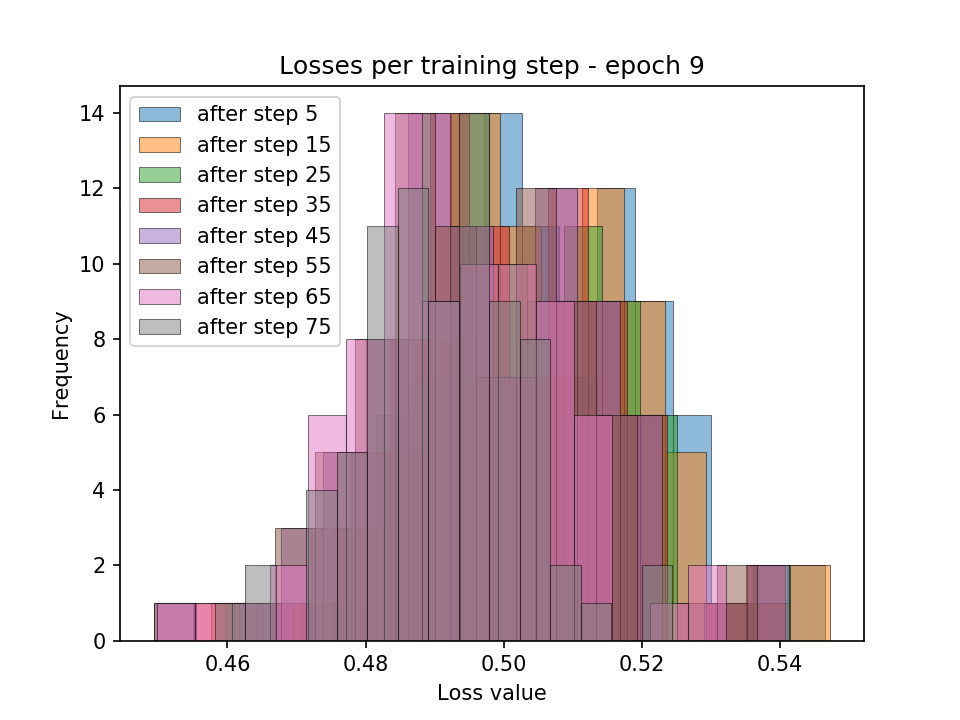 Losses per training step - epoch 9
after step 5
after step 15
after step 25
after step 35
after step 45
after step 55
after step 65
after step 75
Frequency
14
12
10
8
6
4
2
0
0.46 0.48 0.50 0.52 0.54
Loss value